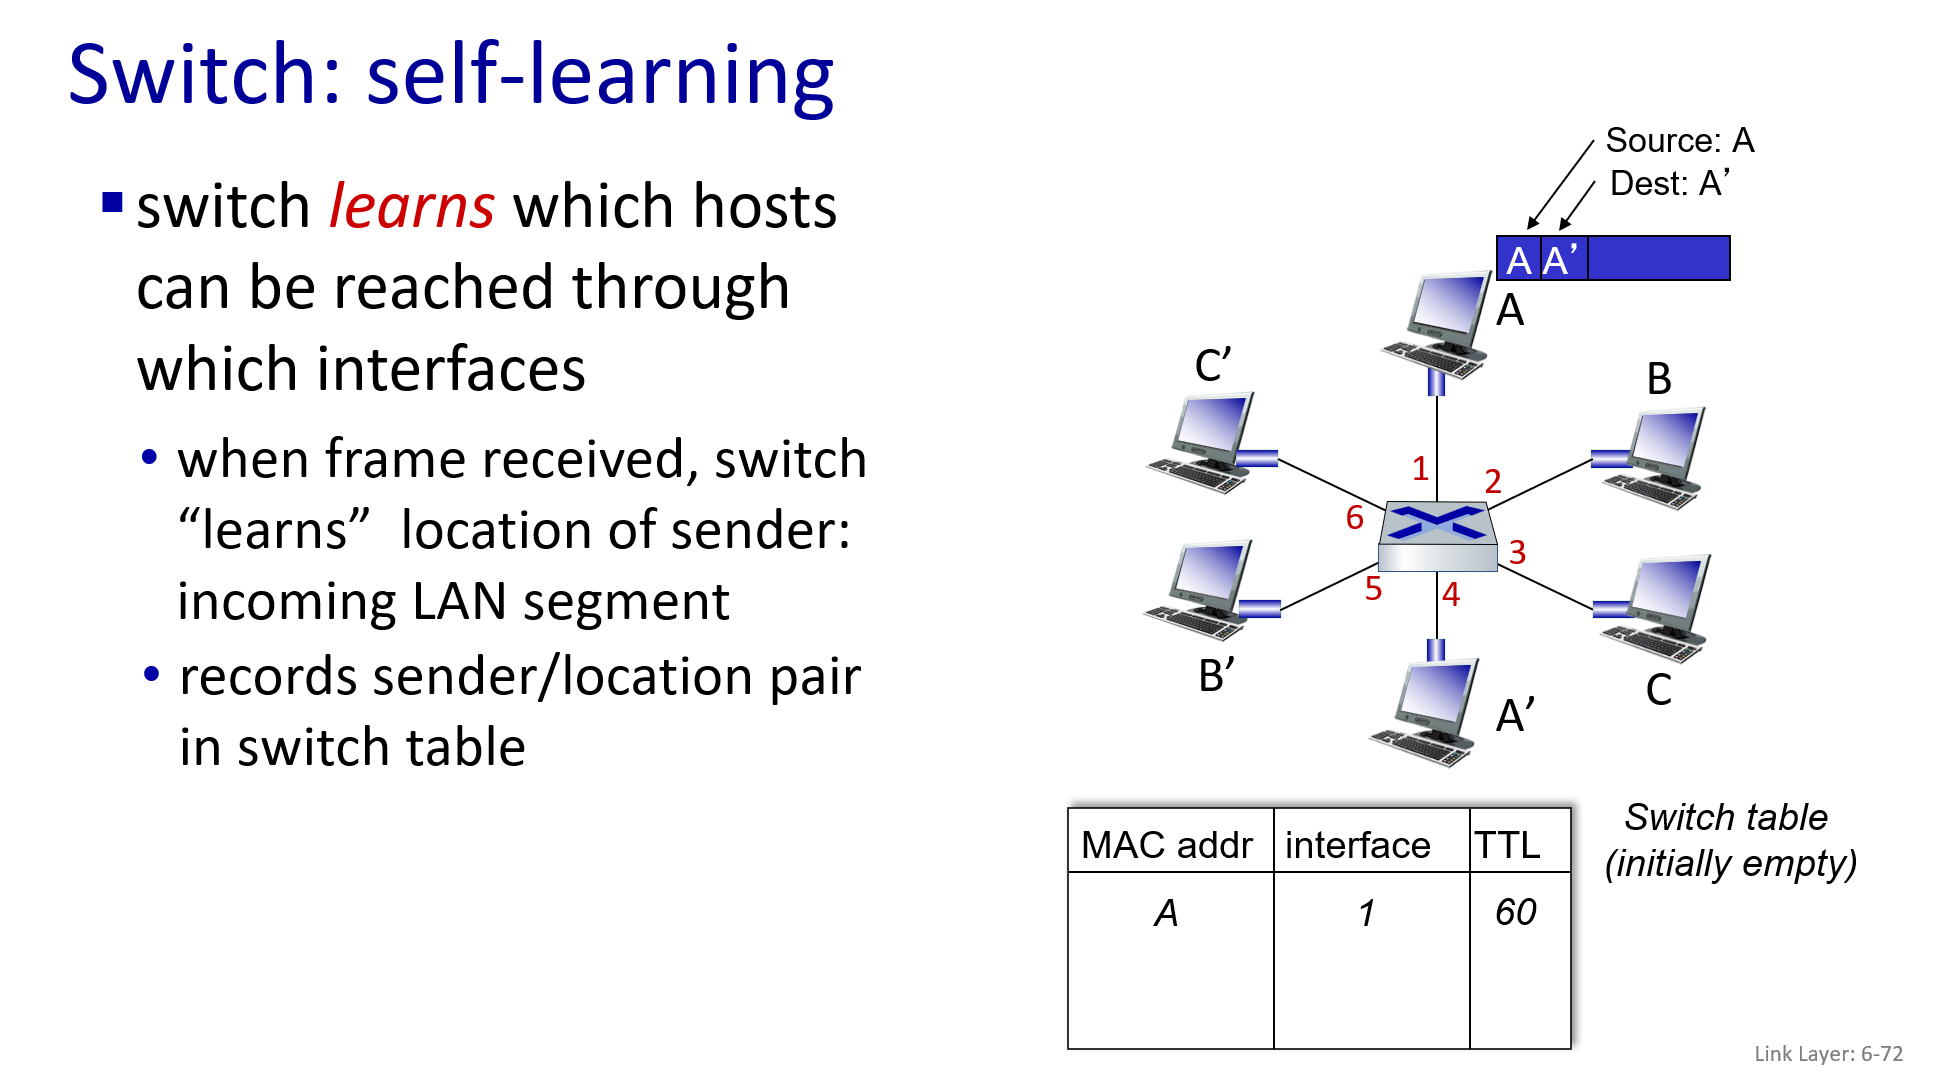 Switch: self-learning
switch learns which hosts
can be reached through
which interfaces
when frame received, switch
“learns” location of sender:
incoming LAN segment
records sender/location pair
in switch table
Source: A
Dest: A’
A A’
A
C’
B
1
2
6
3
5
4
B’
C
A’
MAC addr interface TTL
A 1 60
Switch table
(initially empty)
Link Layer: 6-72